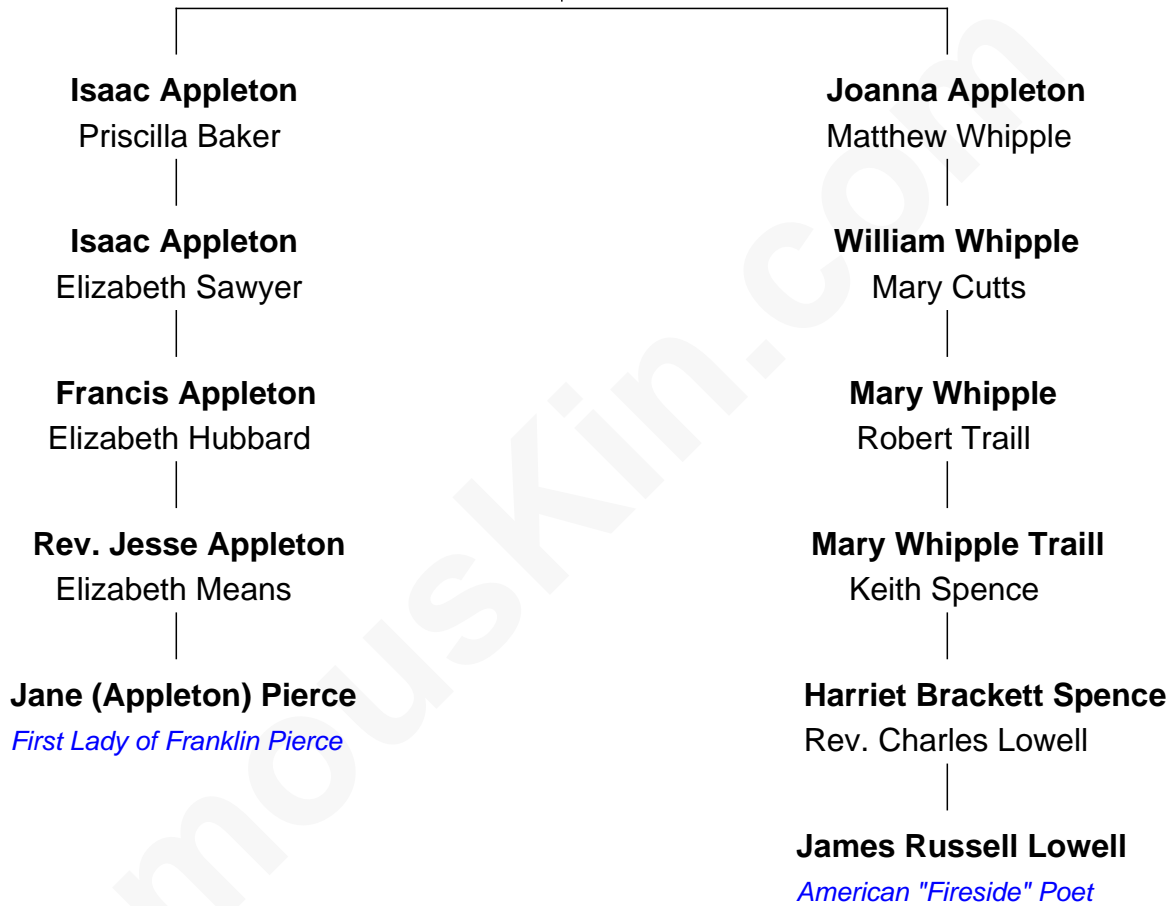 Isaac Appleton
Priscilla Baker
Isaac Appleton
Elizabeth Sawyer
Francis Appleton
Elizabeth Hubbard
Rev. Jesse Appleton
Elizabeth Means
Jane (Appleton) Pierce
First Lady of Franklin Pierce
Joanna Appleton
Matthew Whipple
William Whipple
Mary Cutts
Mary Whipple
Robert Traill
Mary Whipple Traill
Keith Spence
Harriet Brackett Spence
Rev. Charles Lowell
James Russell Lowell
American "Fireside" Poet
mousKin.com